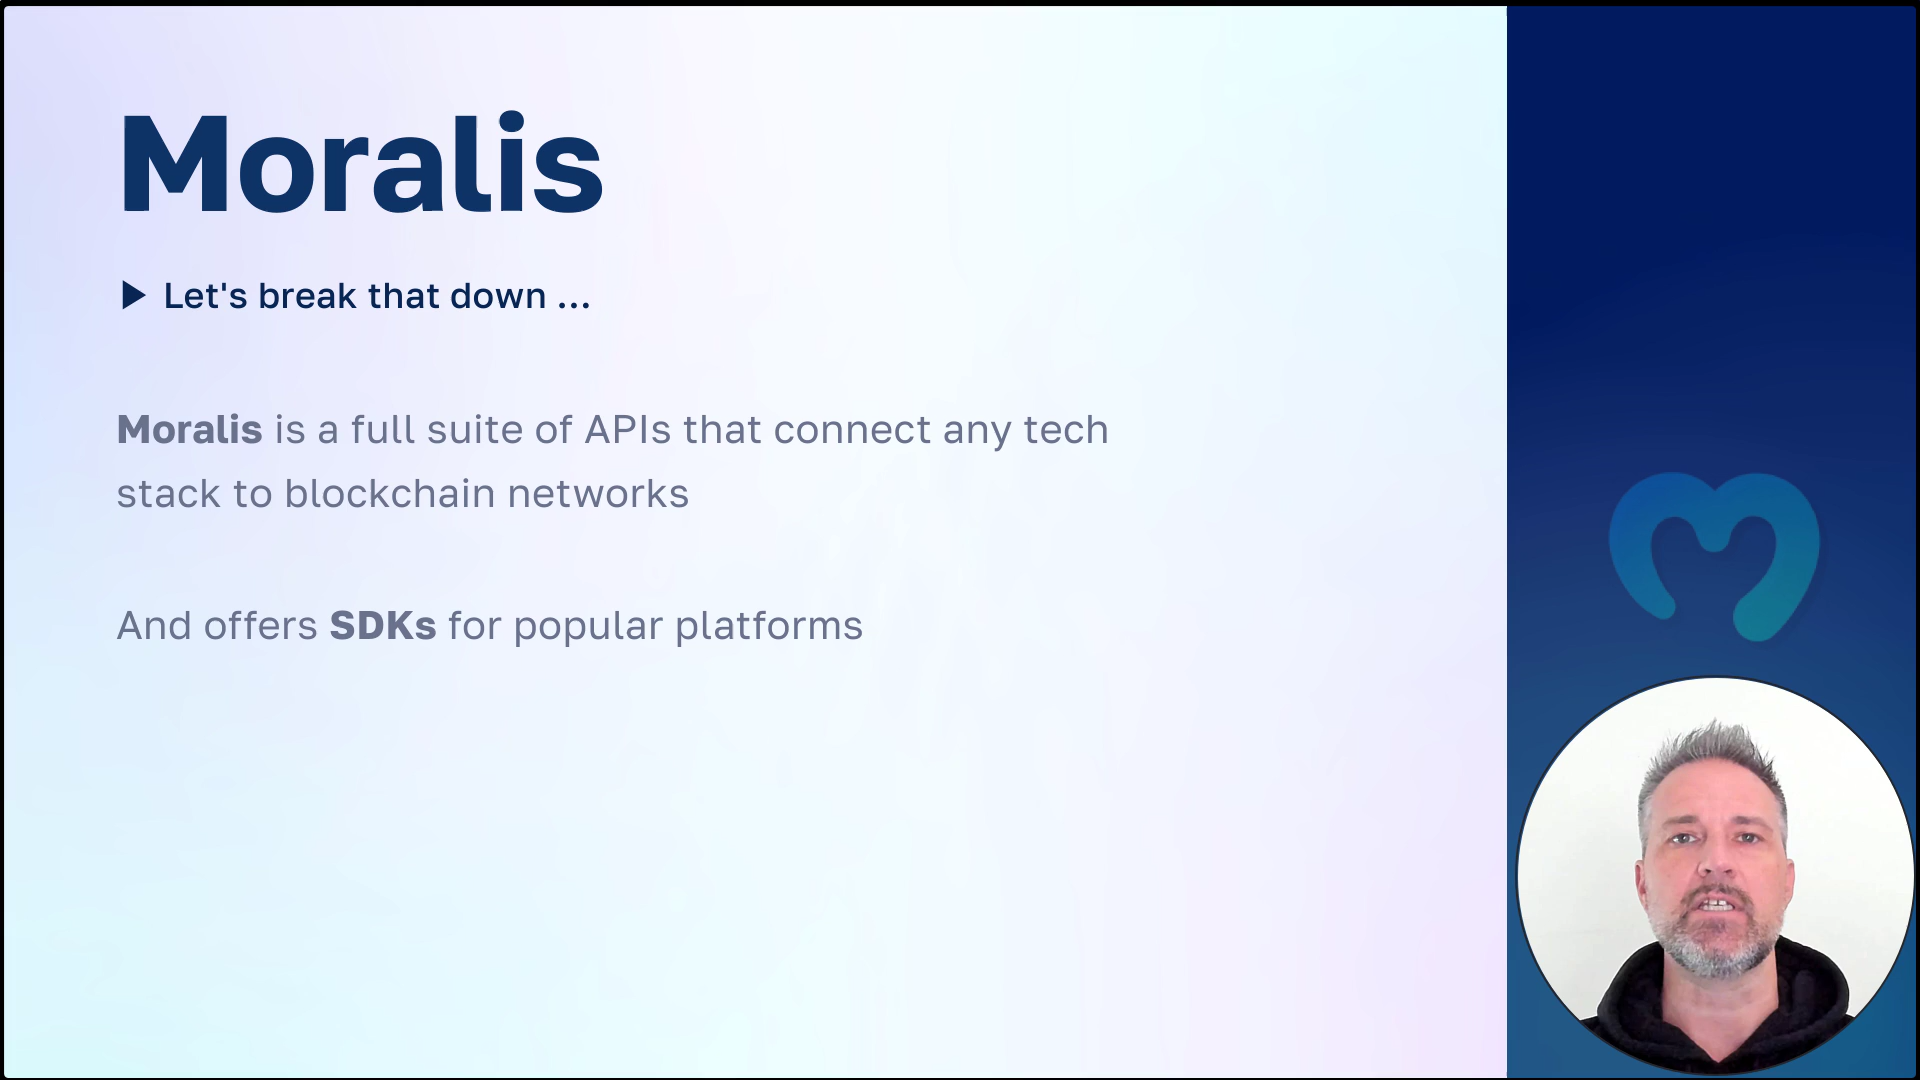 Moralis
▶ Let's break that down ...
Moralis is a full suite of APIs that connect any tech
stack to blockchain networks
And offers SDKs for popular platforms